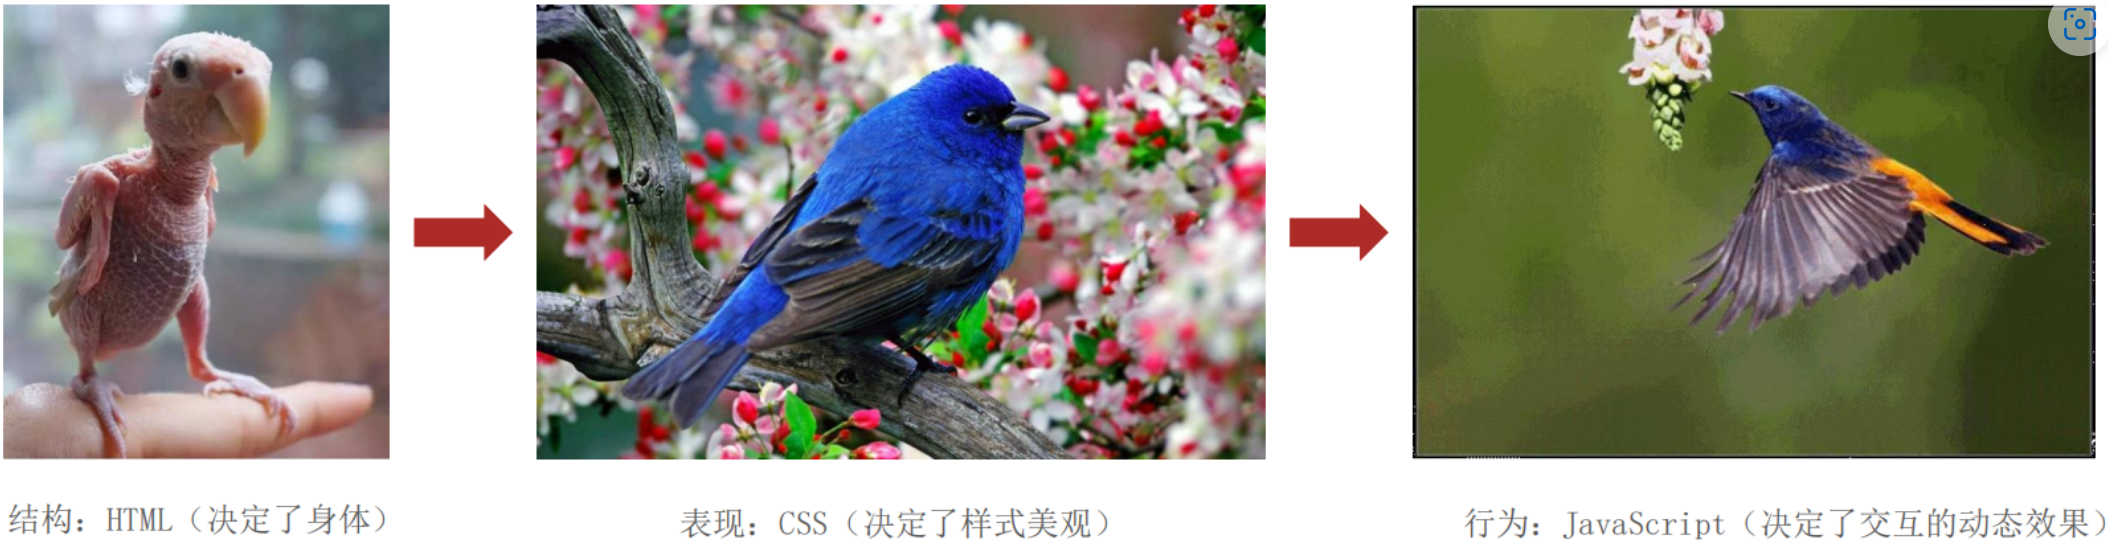 结构：HTML（决定了身体）
表现：CSS（决定了样式美观）
行为：JavaScript（决定了交互的动态效果）